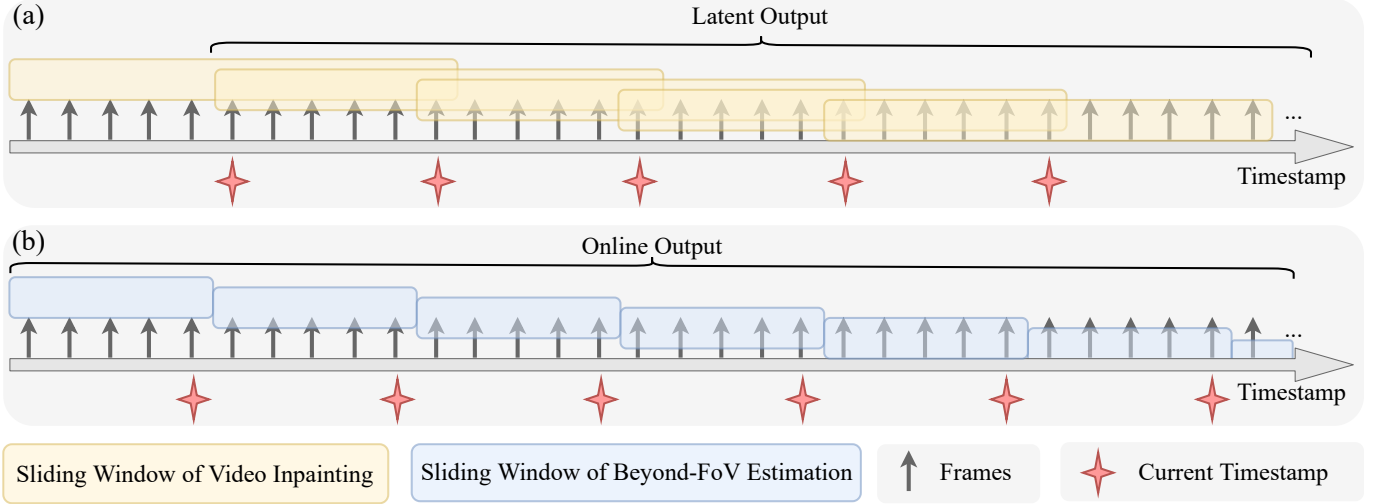 (a)
Latent Output
...
Timestamp
(b)
Online Output
...
Timestamp
Sliding Window of Video Inpainting
Sliding Window of Beyond-FoV Estimation
Frames
Current Timestamp